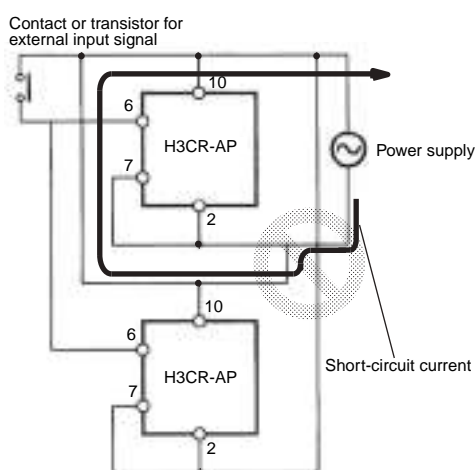 Contact or transistor for
external input signal
10
6
H3CR-AP
7
Power supply
2
10
6
H3CR-AP
Short-circuit current
7
2